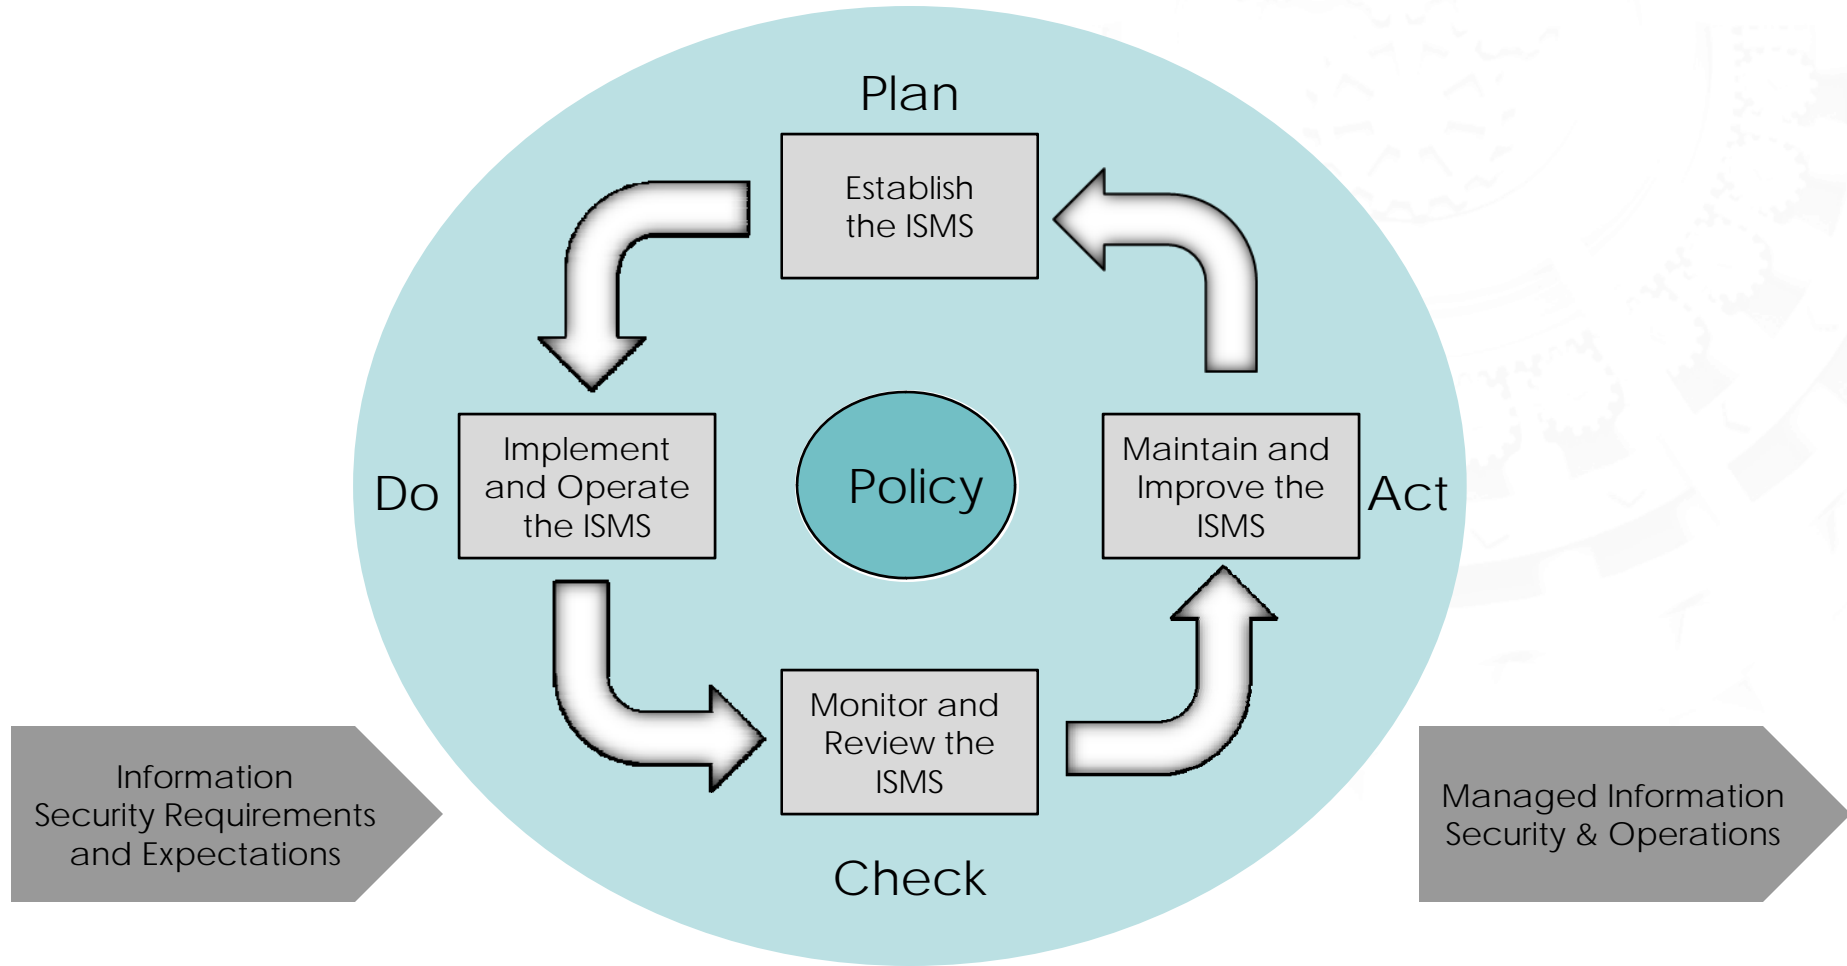 Plan
Establish
the ISMS
Do
Implement
and Operate
the ISMS
Policy
Maintain and
Improve the
ISMS
Act
Monitor and
Review the
ISMS
Check
Information
Security Requirements
and Expectations
Managed Information
Security & Operations